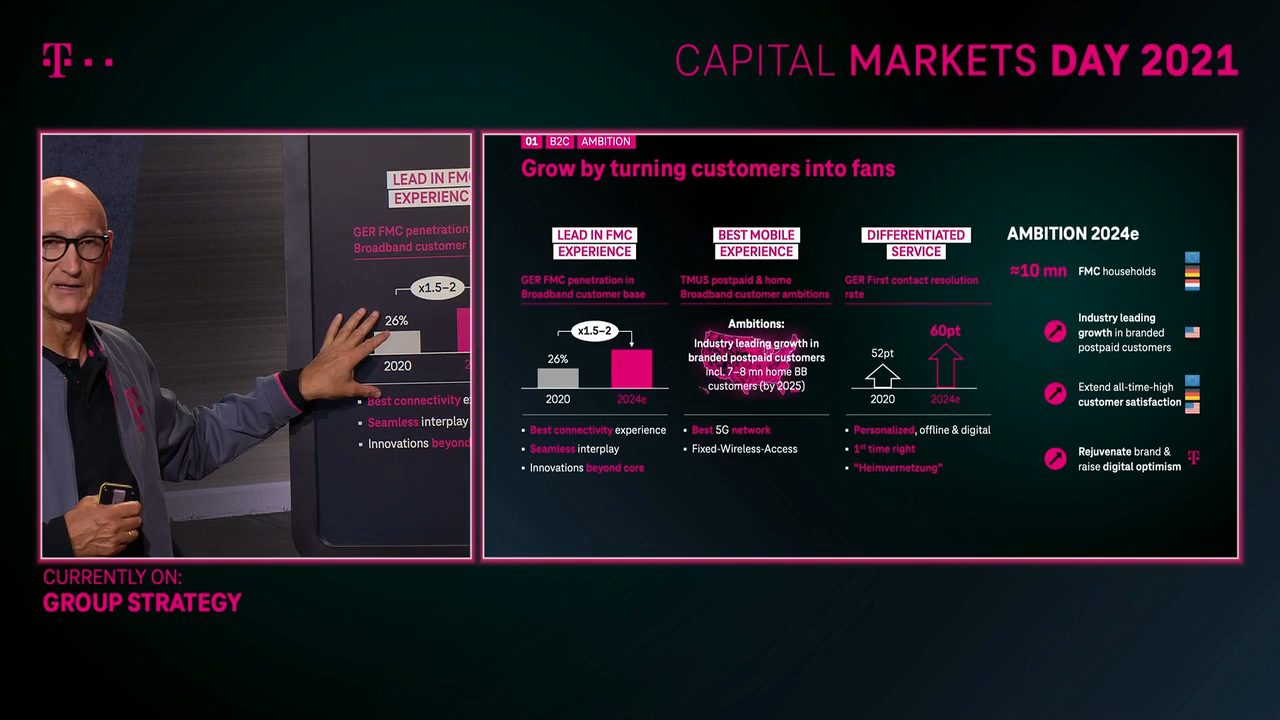 T
CAPITAL MARKETS DAY 2021
LEAD IN FMC
EXPERIENC
GER FMC penetration
Broadband customer
x1.5–2
26%
2020
2
Best connectivity e
Seamless interplay
Innovations beyond
01 B2C AMBITION
Grow by turning customers into fans
LEAD IN FMC
EXPERIENCE
GER FMC penetration in
Broadband customer base
x1.5–2
26%
2020 2024e
▪ Best connectivity experience
▪ Seamless interplay
▪ Innovations beyond core
BEST MOBILE
EXPERIENCE
TMUS postpaid & home
Broadband customer ambitions
Ambitions:
Industry leading growth in
branded postpaid customers
incl. 7–8 mn home BB
customers (by 2025)
▪ Best 5G network
▪ Fixed-Wireless-Access
DIFFERENTIATED
SERVICE
GER First contact resolution
rate
52pt
60pt
2020 2024e
▪ Personalized, offline & digital
▪ 1st time right
▪ “Heimvernetzung”
AMBITION 2024e
≈10 mn FMC households
Industry leading
growth in branded
postpaid customers
Extend all-time-high
customer satisfaction
Rejuvenate brand &
raise digital optimism
T
CURRENTLY ON:
GROUP STRATEGY